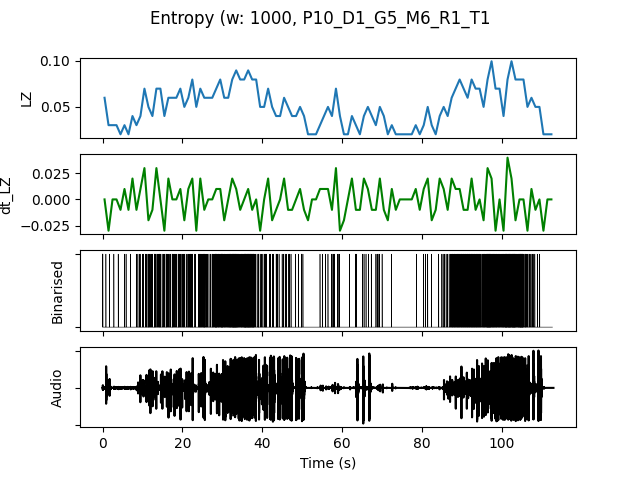 Entropy (w: 1000, P10_D1_G5_M6_R1_T1
0.10
0.05
LZ
0.025
0.000
−0.025
dt_LZ
Binarised
Audio
0 20 40 60 80 100
Time (s)